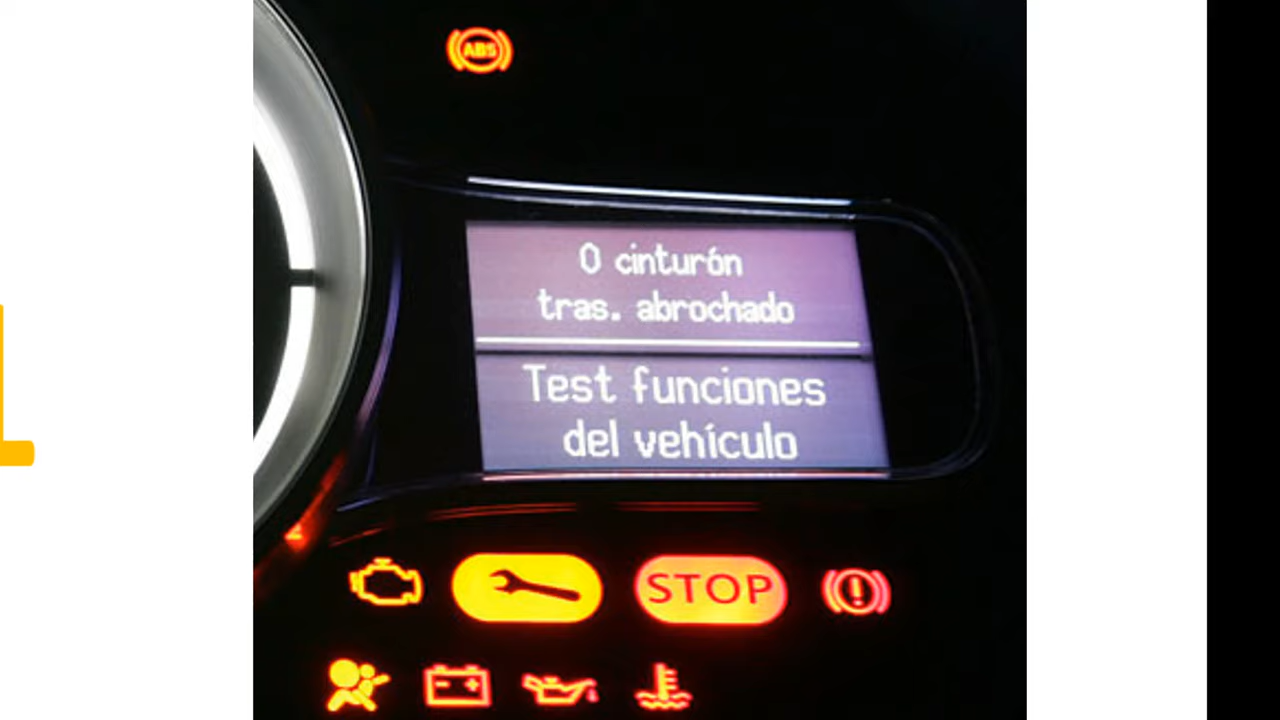 ABS
0 cinturón
tras. abrochado
Test funciones
del vehículo
STOP